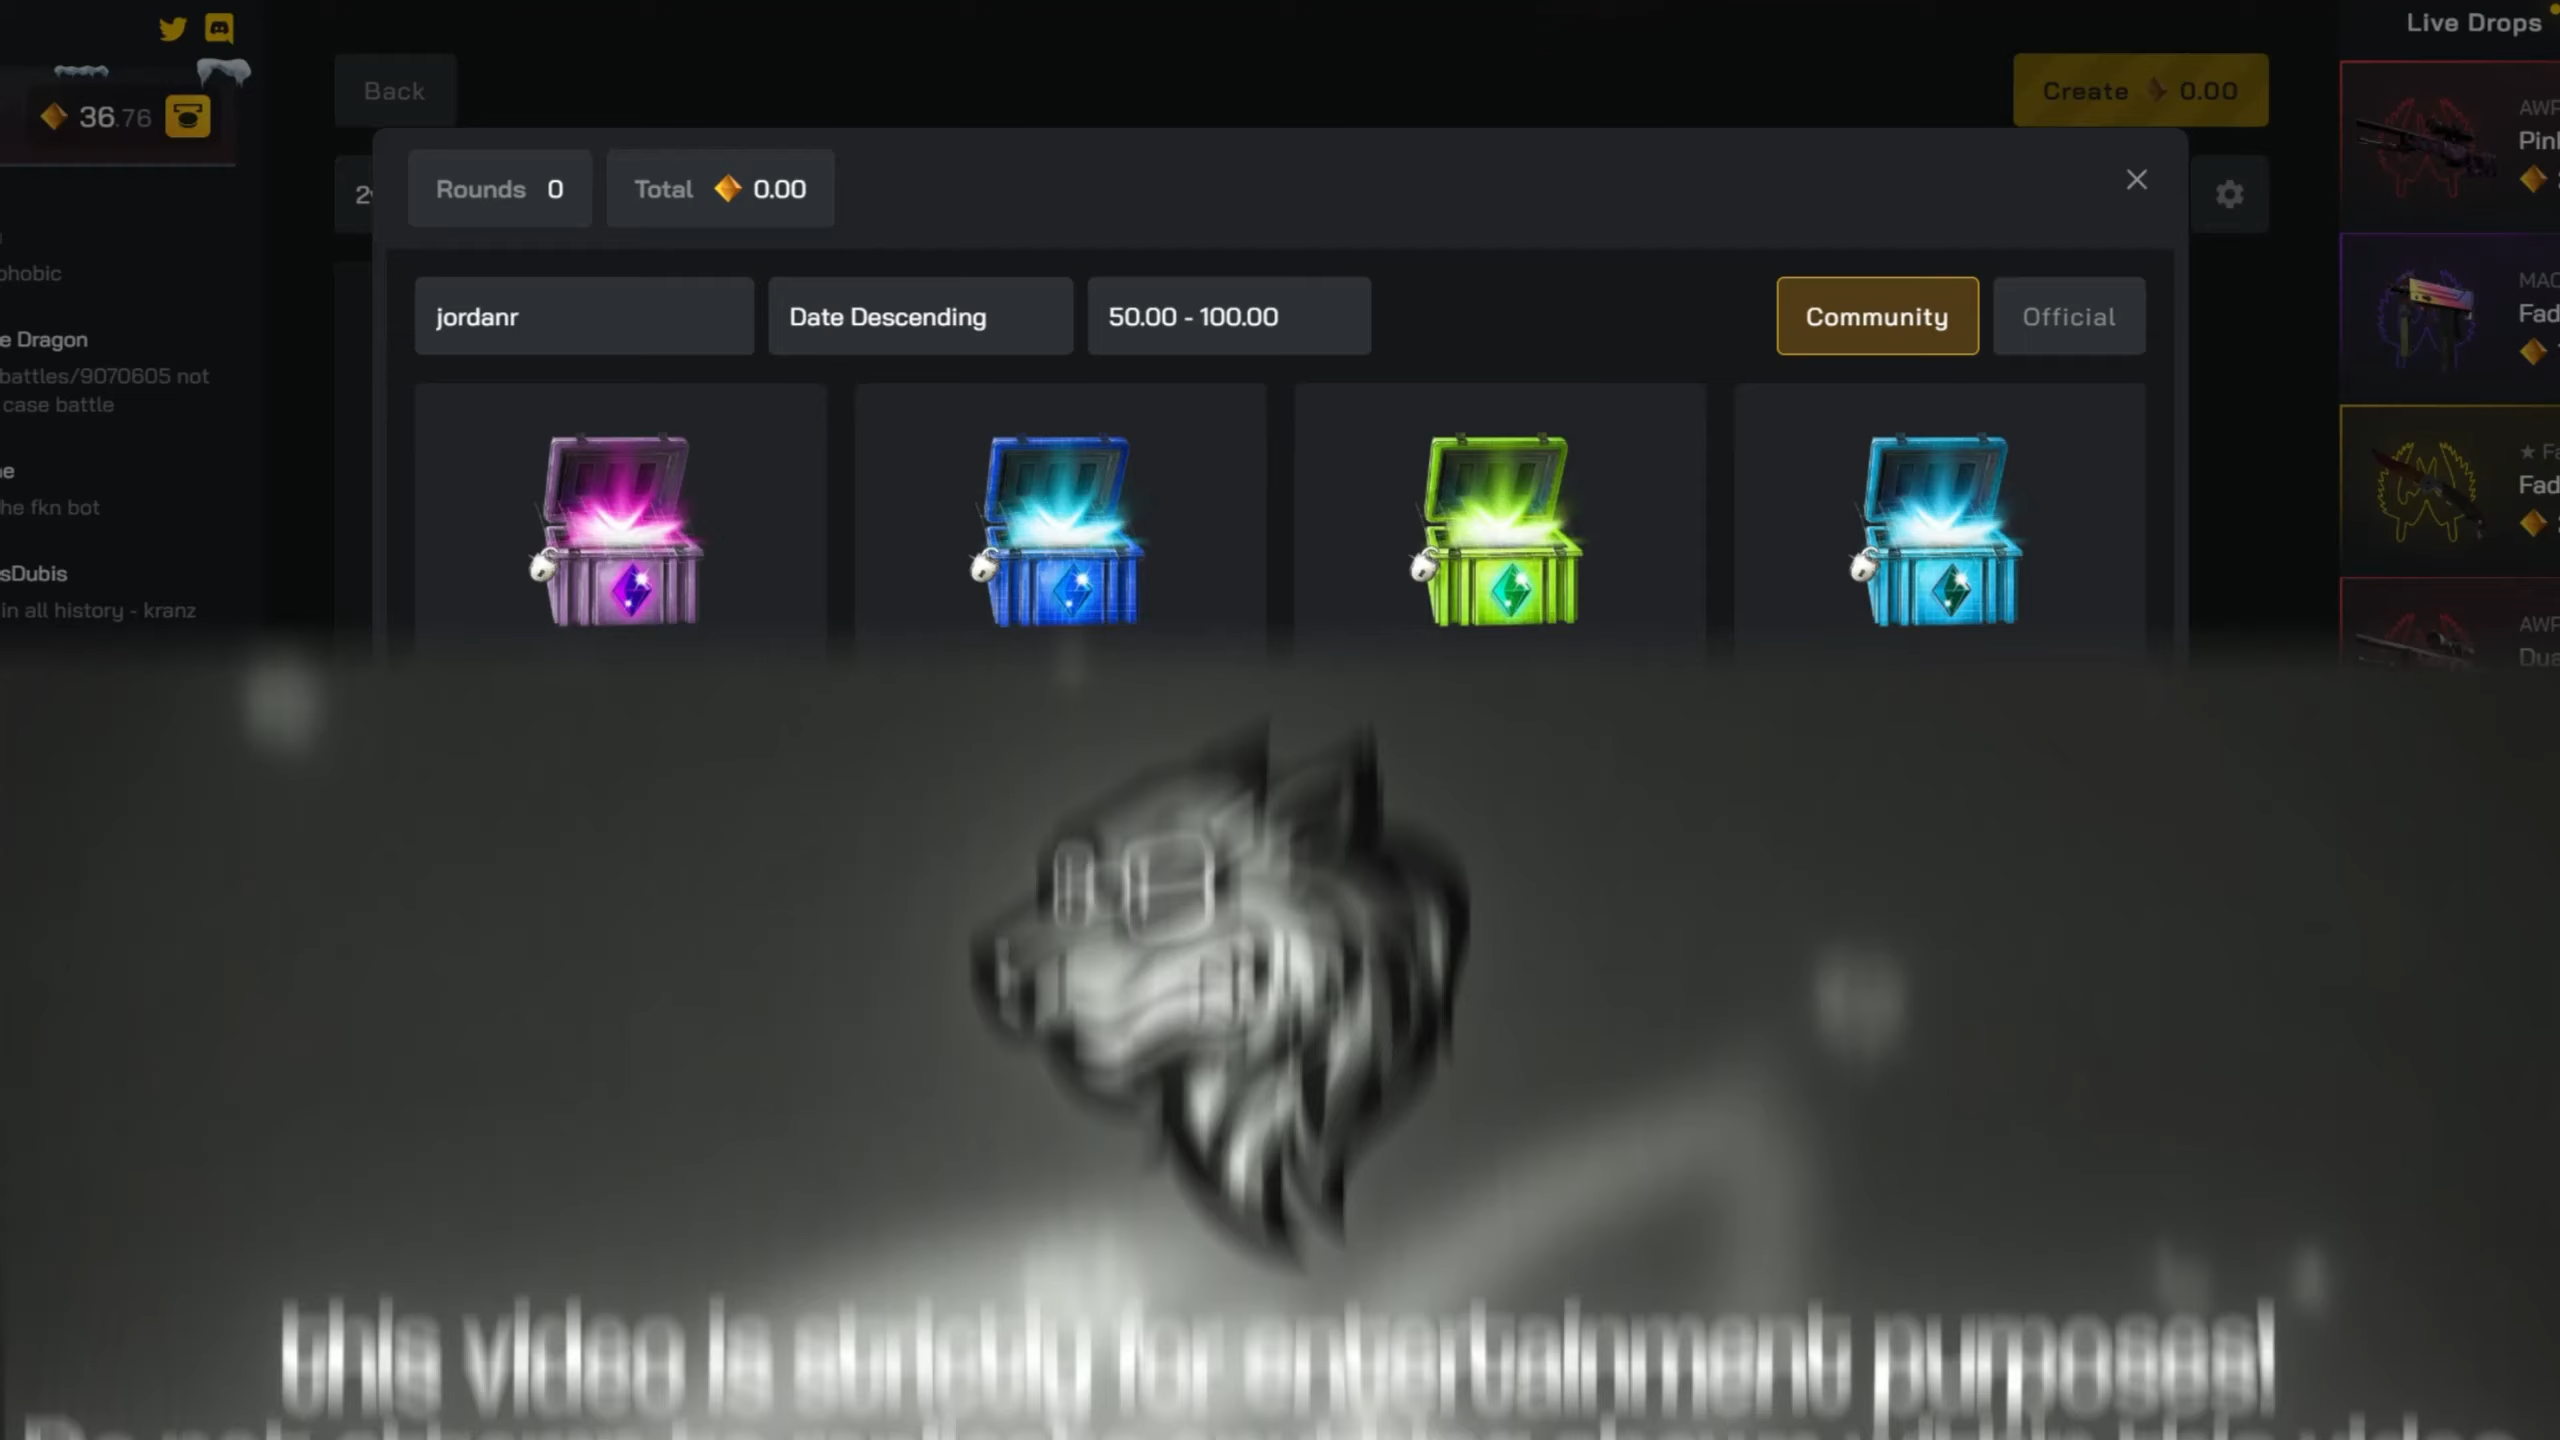 Live Drops
36.76
Back
Create 0.00
Rounds 0
Total 0.00
jordanr
Date Descending
50.00 - 100.00
Community
Official
phobic
e Dragon
battles/9070605 not
case battle
he fkn bot
sDubis
in all history - kranz
AWP
MAC
Fad
★ Fa
Fad
AWP
this video is strictly for entertainment purposes!